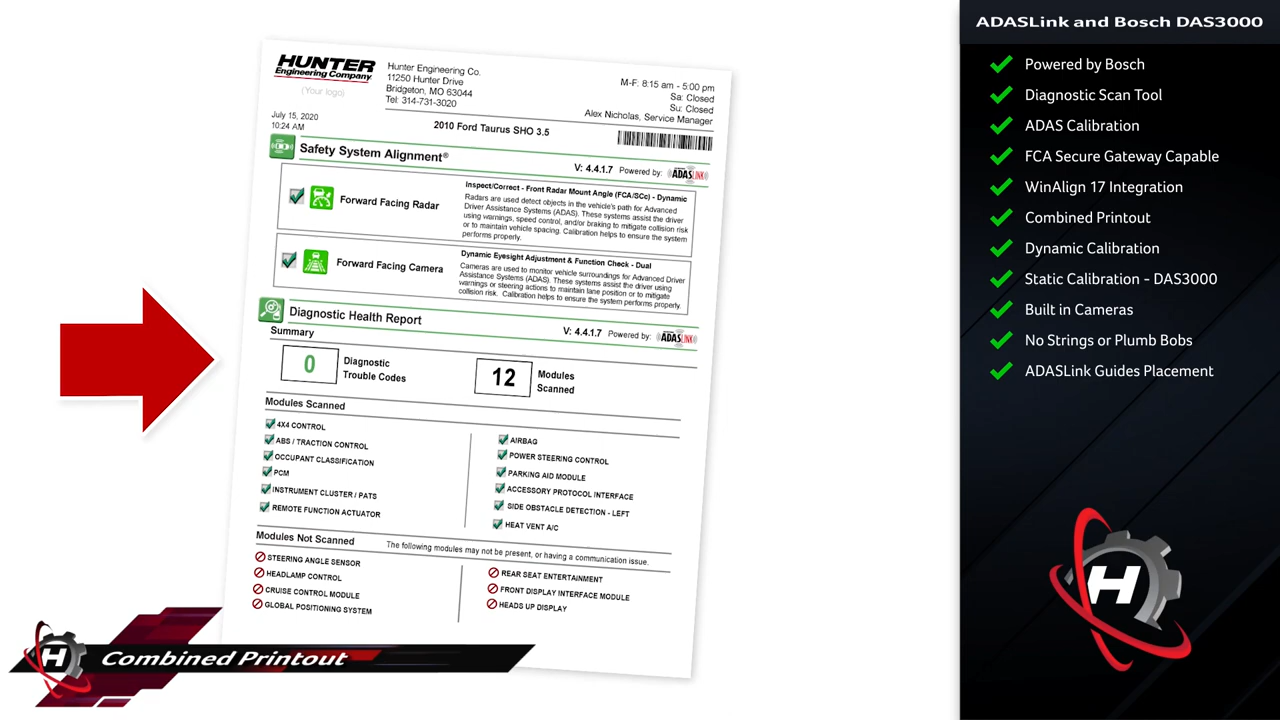 HUNTER
Engineering Company
(Your logo)
Hunter Engineering Co.
11250 Hunter Drive
Bridgeton, MO 63044
Tel: 314-731-3020
M-F: 8:15 am - 5:00 pm
Sa: Closed
Su: Closed
Alex Nicholas, Service Manager
July 15, 2020
10:24 AM
2010 Ford Taurus SHO 3.5
Safety System Alignment®
V: 4.4.1.7 Powered by: ADASLINK
Forward Facing Radar
Inspect/Correct - Front Radar Mount Angle (FCA/SCc) - Dynamic
Radars are used detect objects in the vehicle's path for Advanced
Driver Assistance Systems (ADAS). These systems assist the driver
using warnings, speed control, and/or braking to mitigate collision risk
or to maintain vehicle spacing. Calibration helps to ensure the system
performs properly.
Forward Facing Camera
Dynamic Eyesight Adjustment & Function Check - Dual
Cameras are used to monitor vehicle surroundings for Advanced Driver
Assistance Systems (ADAS). These systems assist the driver using
warnings or steering actions to maintain lane position or to mitigate
collision risk. Calibration helps to ensure the system performs properly.
Diagnostic Health Report
V: 4.4.1.7 Powered by: ADASLINK
Summary
0
Diagnostic
Trouble Codes
12
Modules
Scanned
Modules Scanned
4X4 CONTROL
ABS / TRACTION CONTROL
OCCUPANT CLASSIFICATION
PCM
INSTRUMENT CLUSTER / PATS
REMOTE FUNCTION ACTUATOR
AIRBAG
POWER STEERING CONTROL
PARKING AID MODULE
ACCESSORY PROTOCOL INTERFACE
SIDE OBSTACLE DETECTION - LEFT
HEAT VENT A/C
Modules Not Scanned
The following modules may not be present, or having a communication issue.
STEERING ANGLE SENSOR
HEADLAMP CONTROL
CRUISE CONTROL MODULE
GLOBAL POSITIONING SYSTEM
REAR SEAT ENTERTAINMENT
FRONT DISPLAY INTERFACE MODULE
HEADS UP DISPLAY
H
Combined Printout
ADASLink and Bosch DAS3000
Powered by Bosch
Diagnostic Scan Tool
ADAS Calibration
FCA Secure Gateway Capable
WinAlign 17 Integration
Combined Printout
Dynamic Calibration
Static Calibration - DAS3000
Built in Cameras
No Strings or Plumb Bobs
ADASLink Guides Placement
H